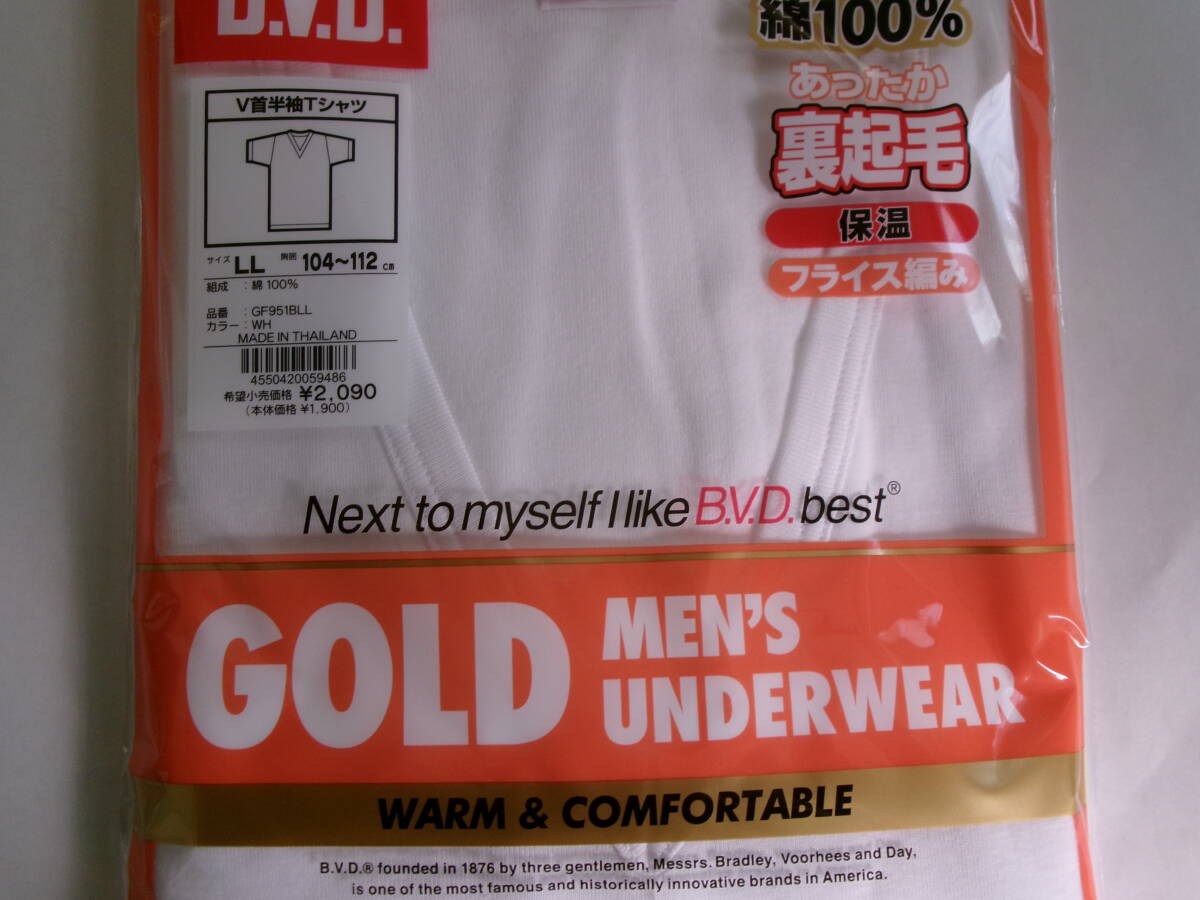 B.V.D.
綿100%
あったか
裏起毛
保温
フライス編み
V首半袖Tシャツ
サイズ LL 胸囲 104～112 cm
組成 : 綿 100%
品番 : GF951BLL
カラー : WH
MADE IN THAILAND
4550420059486
希望小売価格 ¥2,090
(本体価格 ¥1,900)
Next to myself I like B.V.D. best®
GOLD MEN'S
UNDERWEAR
WARM & COMFORTABLE
B.V.D.® founded in 1876 by three gentlemen, Messrs. Bradley, Voorhees and Day,
is one of the most famous and historically innovative brands in America.